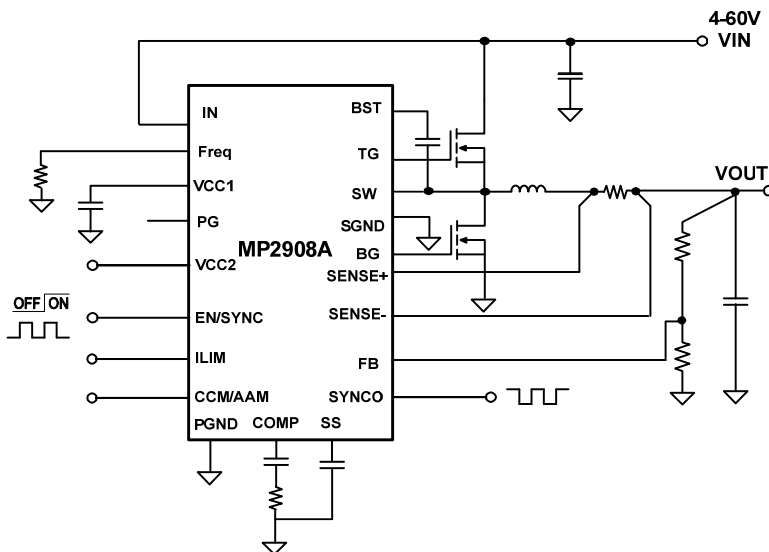 4-60V
VIN
IN
BST
Freq
TG
VCC1
SW
VOUT
PG
SGND
MP2908A
BG
VCC2
SENSE+
OFF ON
EN/SYNC
SENSE-
ILIM
FB
CCM/AAM
SYNCO
PGND COMP SS